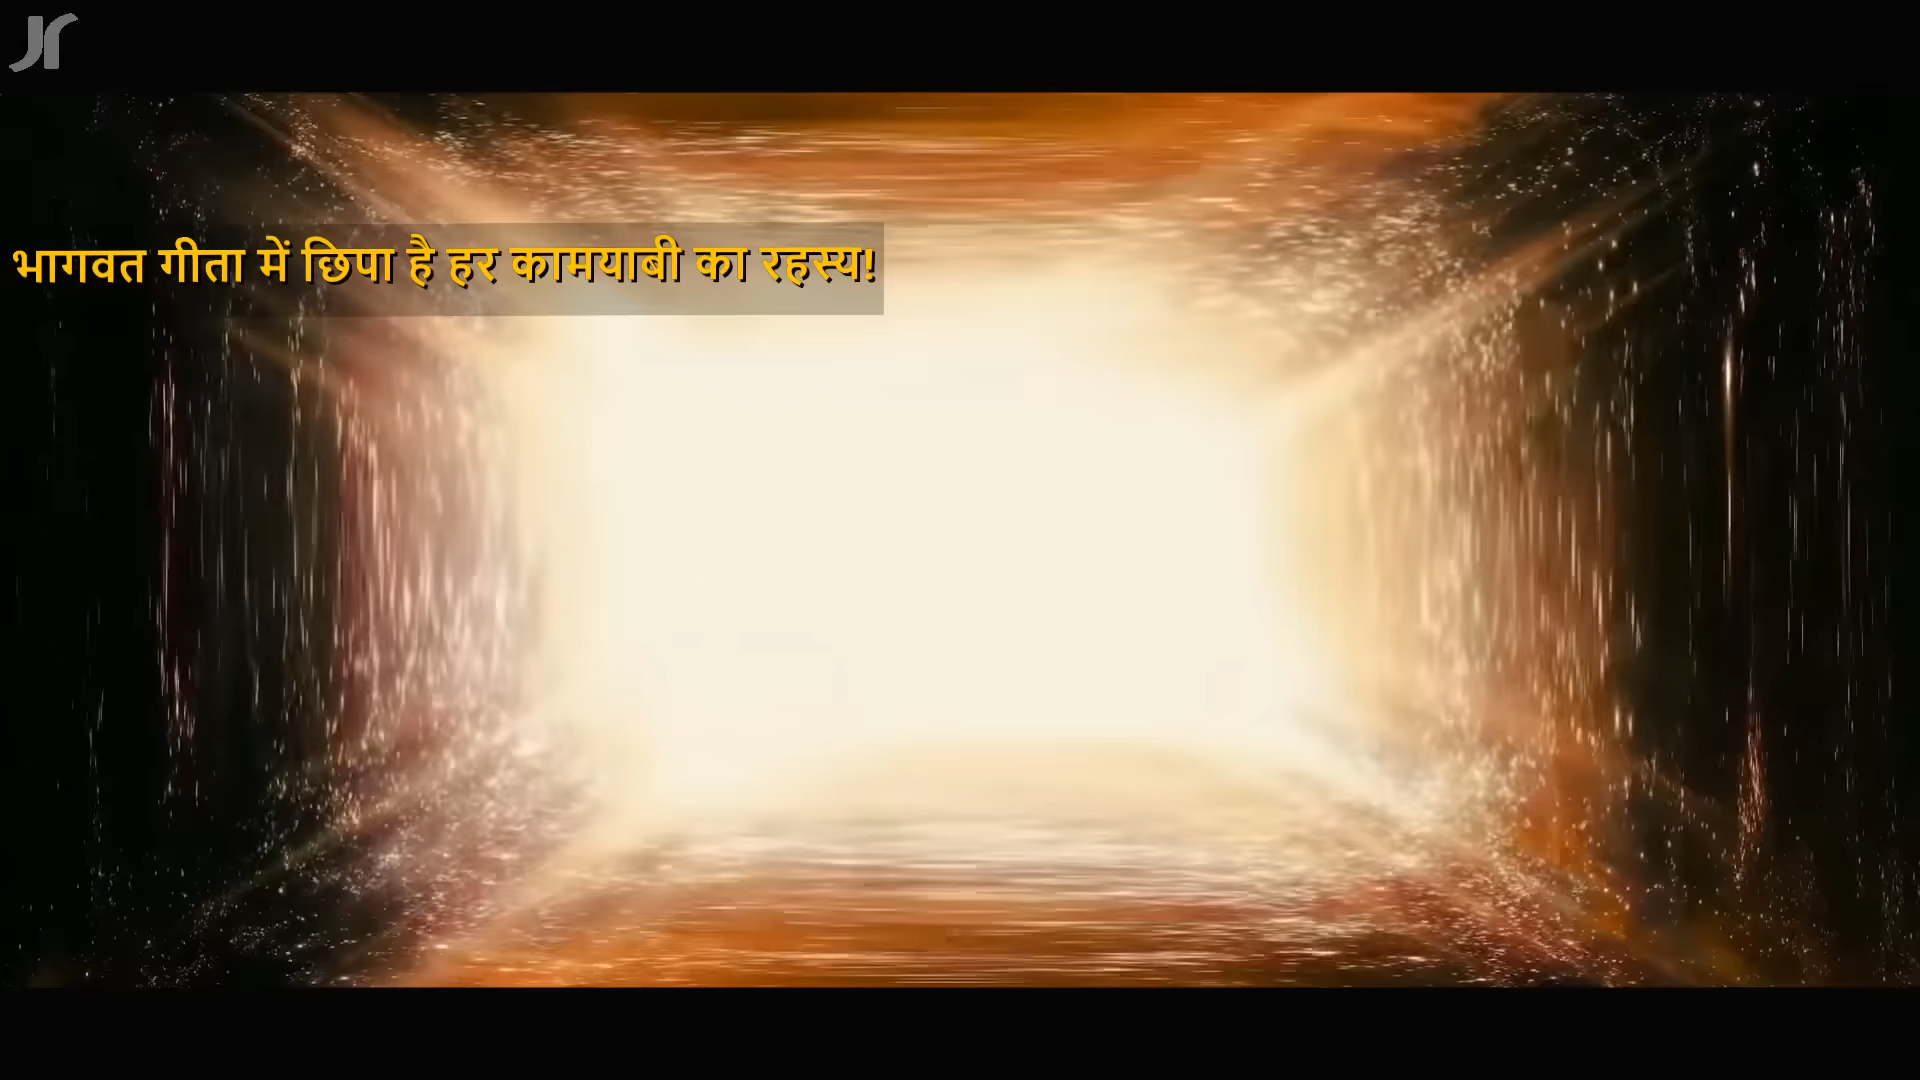 भागवत गीता में छिपा है हर कामयाबी का रहस्य!